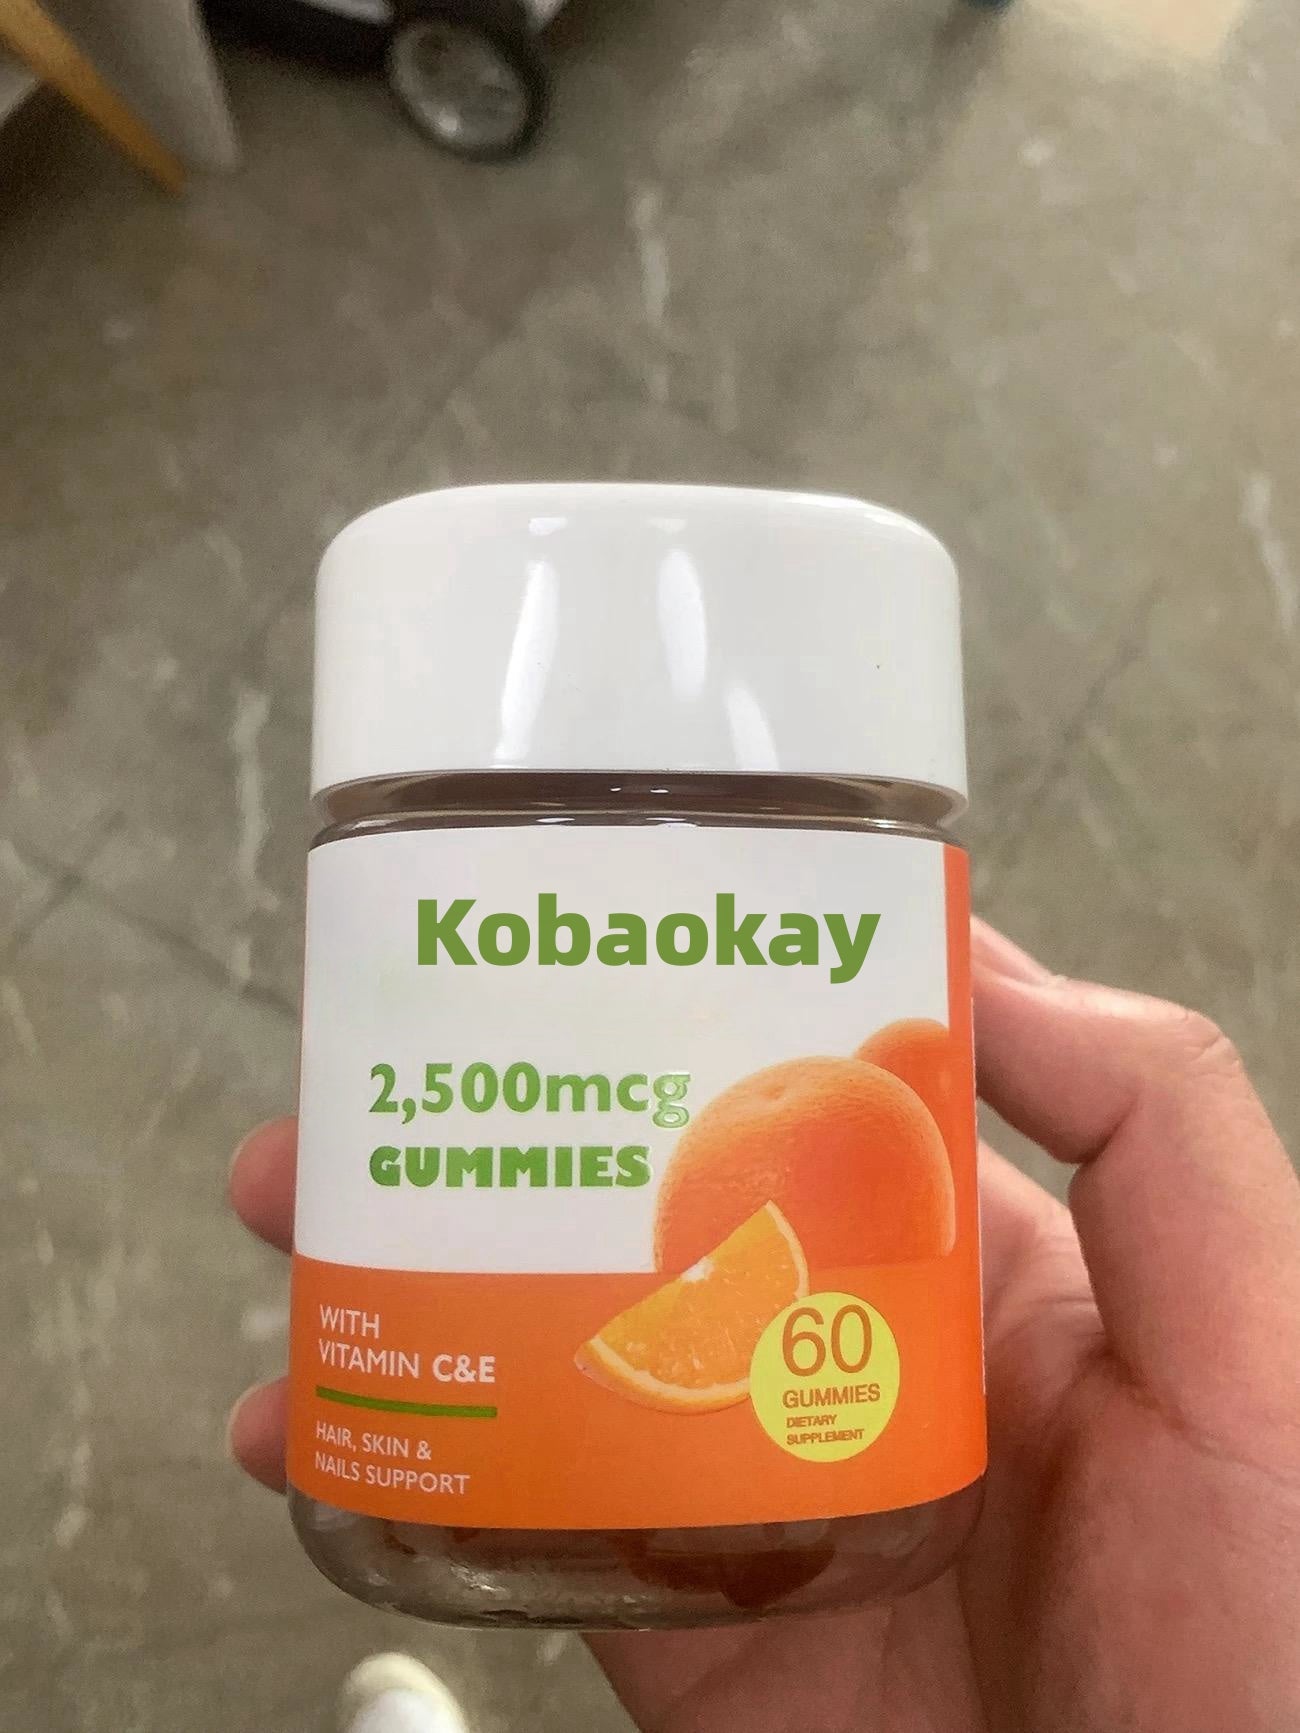 Kobaokay
2,500mcg
GUMMIES
WITH
VITAMIN C&E
HAIR, SKIN &
NAILS SUPPORT
60
GUMMIES
DIETARY
SUPPLEMENT